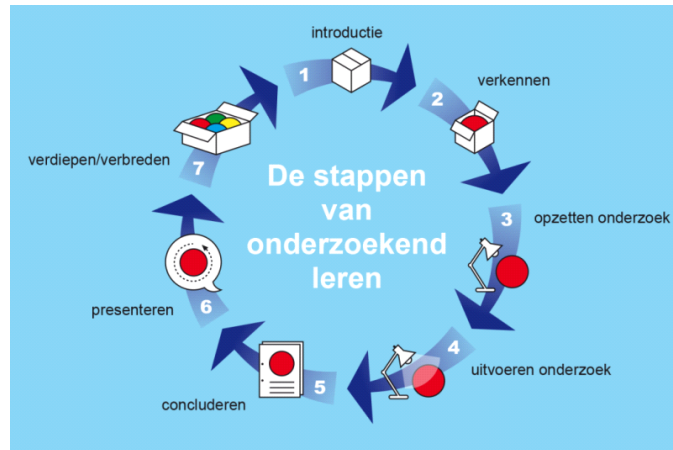 De stappen
van
onderzoekend
leren
1
introductie
2
verkennen
3
opzetten onderzoek
4
uitvoeren onderzoek
5
concluderen
6
presenteren
7
verdiepen/verbreden